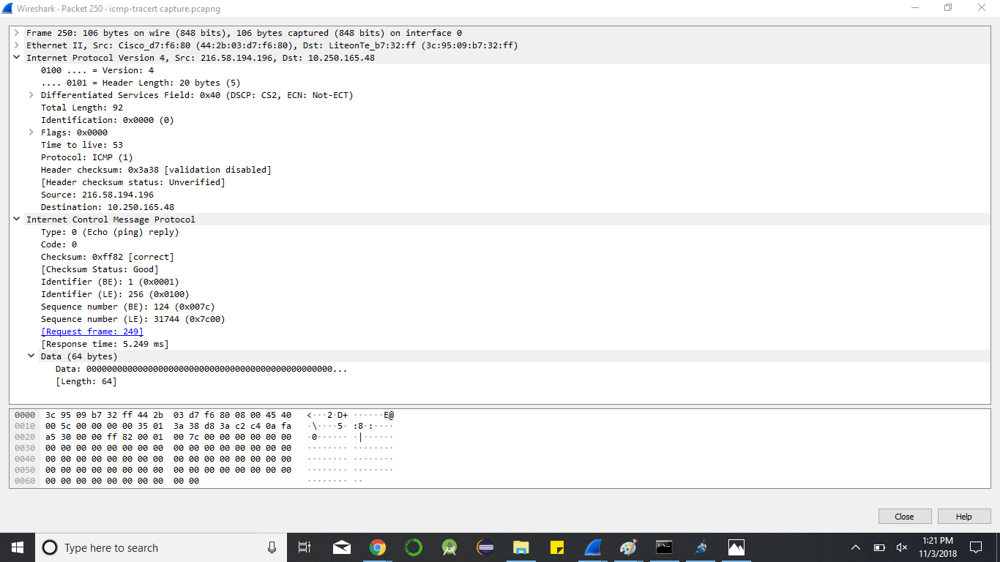 Wireshark · Packet 250 · icmp-tracert capture.pcapng
Frame 250: 106 bytes on wire (848 bits), 106 bytes captured (848 bits) on interface 0
Ethernet II, Src: Cisco_d7:f6:80 (44:2b:03:d7:f6:80), Dst: LiteonTe_b7:32:ff (3c:95:09:b7:32:ff)
Internet Protocol Version 4, Src: 216.58.194.196, Dst: 10.250.165.48
0100 .... = Version: 4
.... 0101 = Header Length: 20 bytes (5)
Differentiated Services Field: 0x40 (DSCP: CS2, ECN: Not-ECT)
Total Length: 92
Identification: 0x0000 (0)
Flags: 0x0000
Time to live: 53
Protocol: ICMP (1)
Header checksum: 0x3a38 [validation disabled]
[Header checksum status: Unverified]
Source: 216.58.194.196
Destination: 10.250.165.48
Internet Control Message Protocol
Type: 0 (Echo (ping) reply)
Code: 0
Checksum: 0xff82 [correct]
[Checksum Status: Good]
Identifier (BE): 1 (0x0001)
Identifier (LE): 256 (0x0100)
Sequence number (BE): 124 (0x007c)
Sequence number (LE): 31744 (0x7c00)
[Request frame: 249]
[Response time: 5.249 ms]
Data (64 bytes)
Data: 000000000000000000000000000000000000000000000000...
[Length: 64]
0000 3c 95 09 b7 32 ff 44 2b 03 d7 f6 80 08 00 45 40 <···2·D+ ······E@
0010 00 5c 00 00 00 00 35 01 3a 38 d8 3a c2 c4 0a fa ·\····5· :8·:····
0020 a5 30 00 00 ff 82 00 01 00 7c 00 00 00 00 00 00 ·0······ ·|······
0030 00 00 00 00 00 00 00 00 00 00 00 00 00 00 00 00 ········ ········
0040 00 00 00 00 00 00 00 00 00 00 00 00 00 00 00 00 ········ ········
0050 00 00 00 00 00 00 00 00 00 00 00 00 00 00 00 00 ········ ········
0060 00 00 00 00 00 00 00 00 00 00 ········ ··
Close Help
Type here to search
1:21 PM
11/3/2018